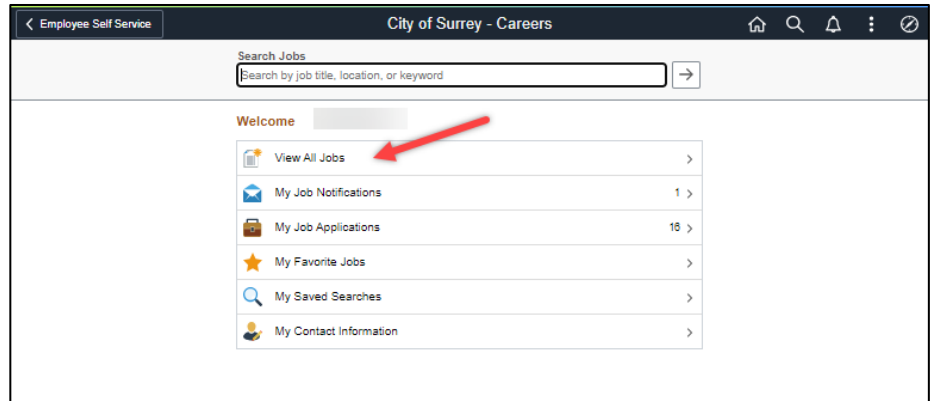 Employee Self Service
City of Surrey - Careers
Search Jobs
Search by job title, location, or keyword
Welcome
View All Jobs
My Job Notifications 1
My Job Applications 16
My Favorite Jobs
My Saved Searches
My Contact Information